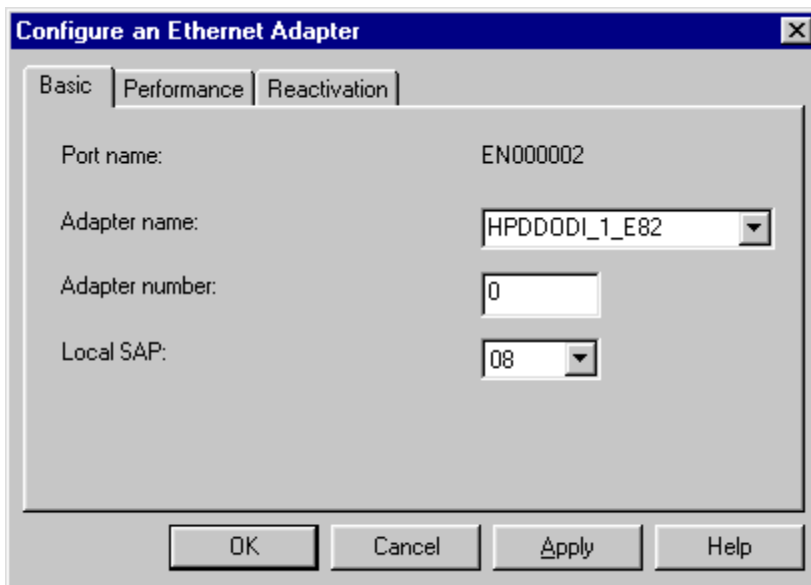 Configure an Ethernet Adapter
Basic Performance Reactivation
Port name: EN000002
Adapter name: HPDDODI_1_E82
Adapter number: 0
Local SAP: 08
OK Cancel Apply Help